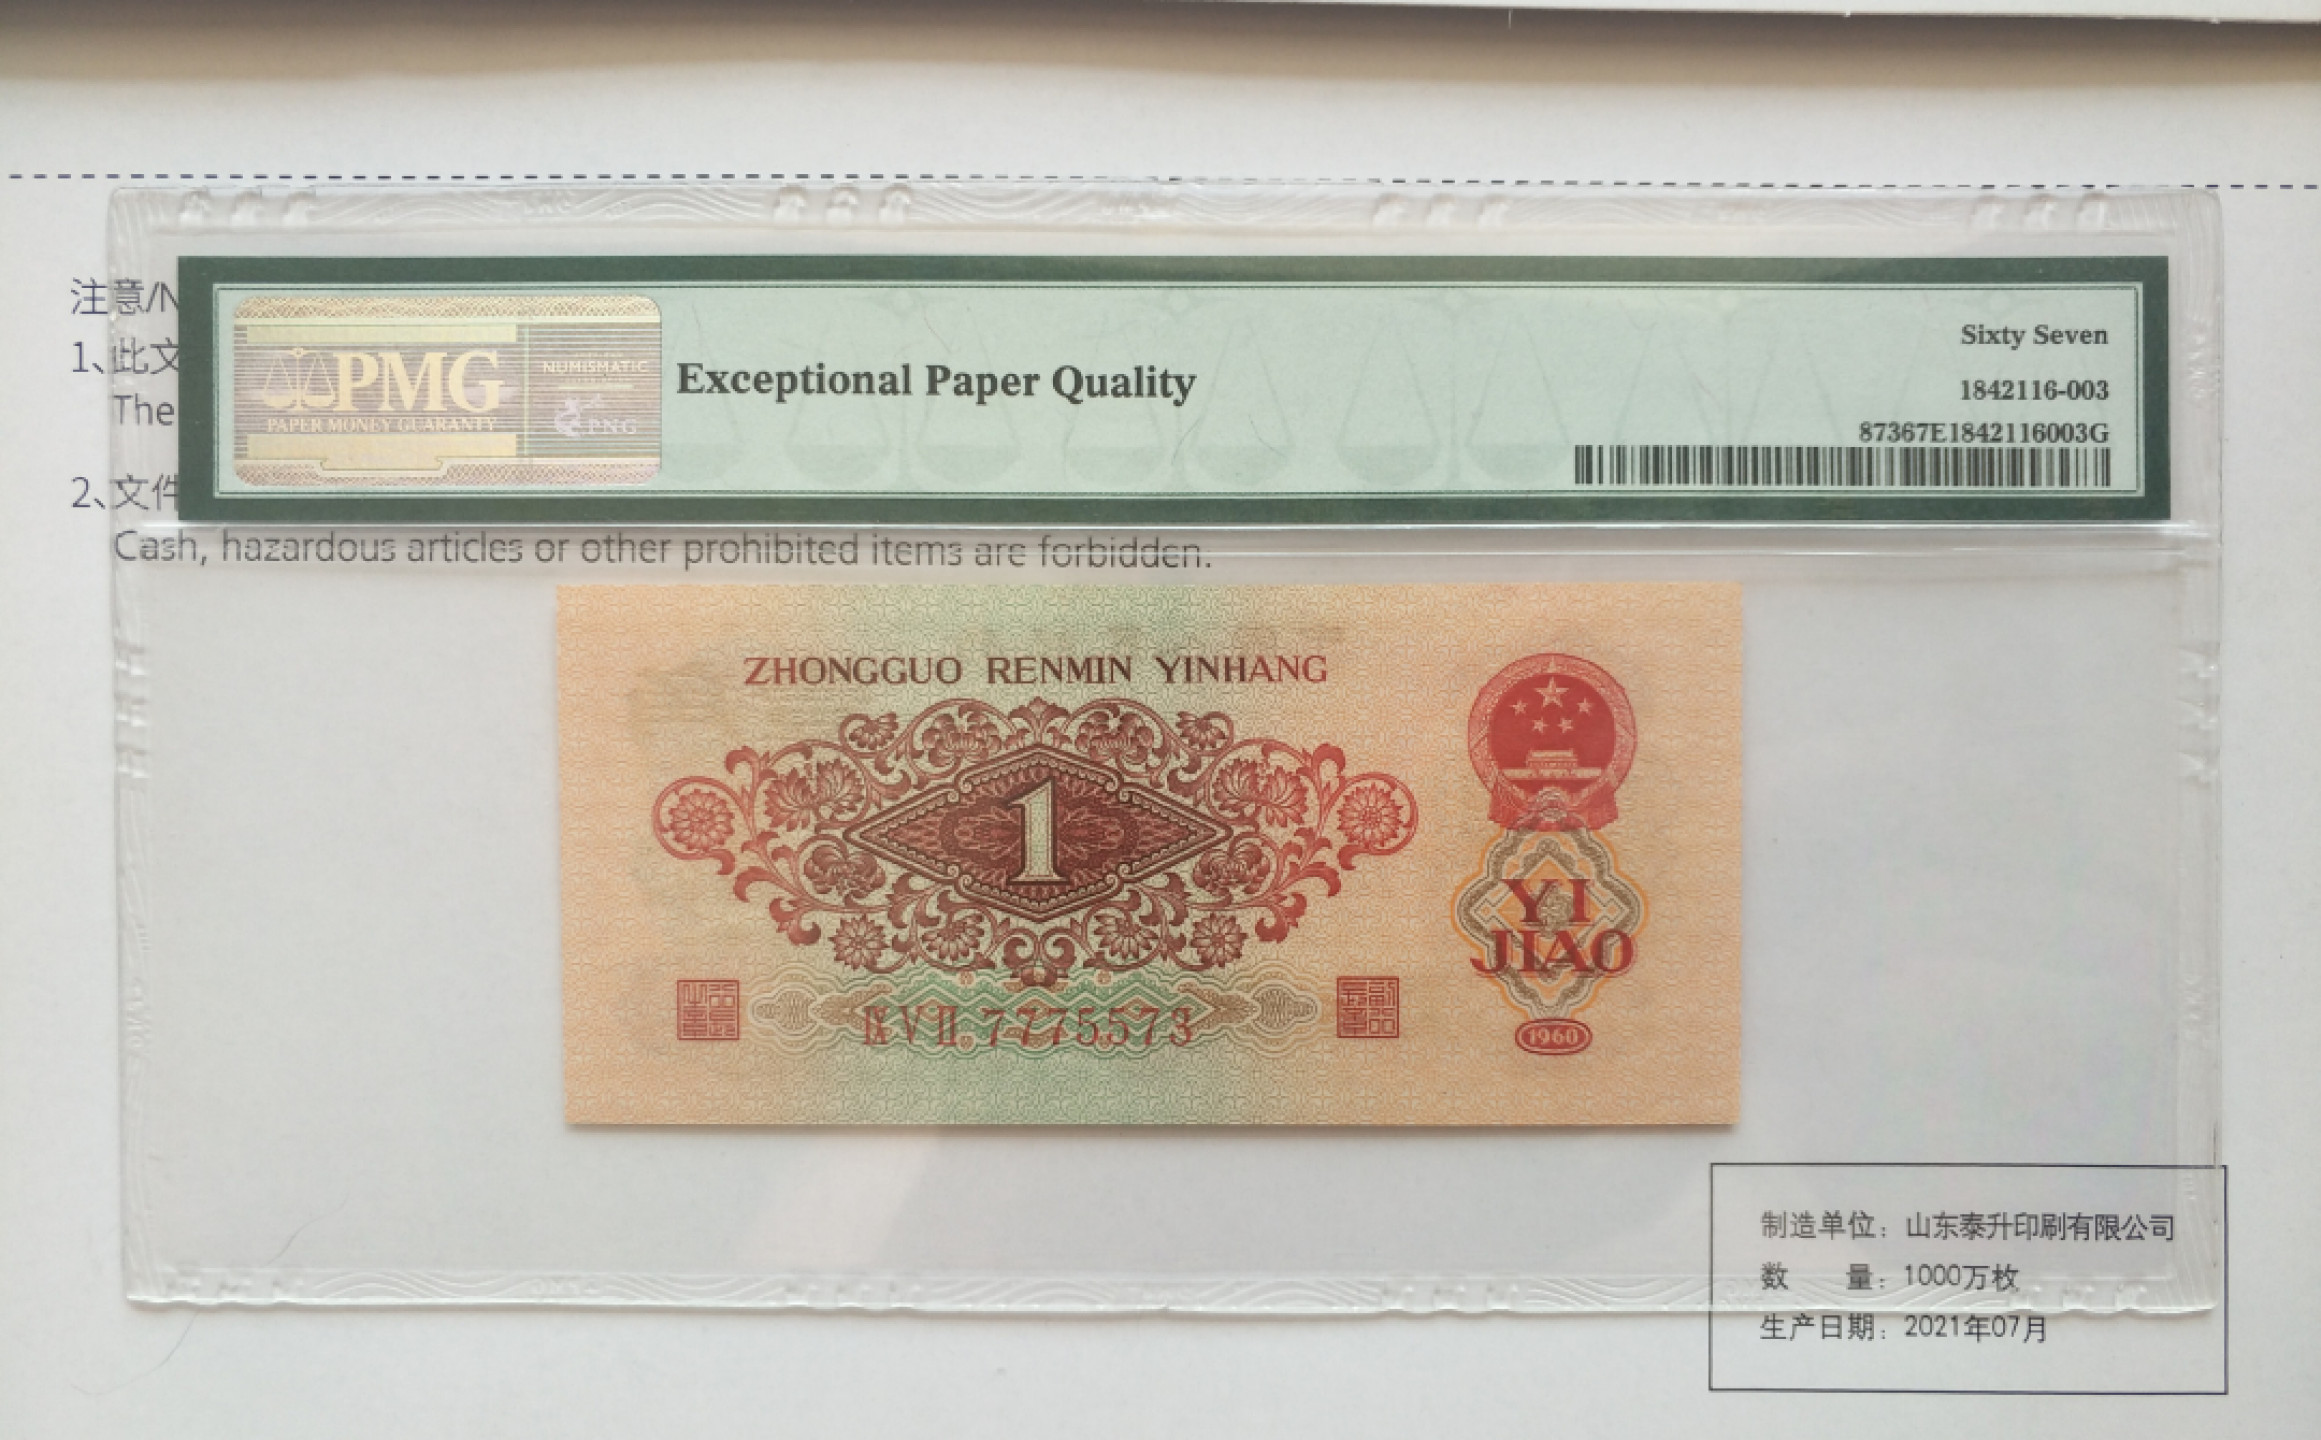 注意/N
1、此文
The
2、文件
Cash, hazardous articles or other prohibited items are forbidden.
PMG
PAPER MONEY GUARANTY
NUMISMATIC
PNG
Exceptional Paper Quality
Sixty Seven
1842116-003
87367E1842116003G
ZHONGGUO RENMIN YINHANG
1
YI
JIAO
ⅨⅤⅡ 7775573
1960
制造单位：山东泰升印刷有限公司
数 量：1000万枚
生产日期：2021年07月